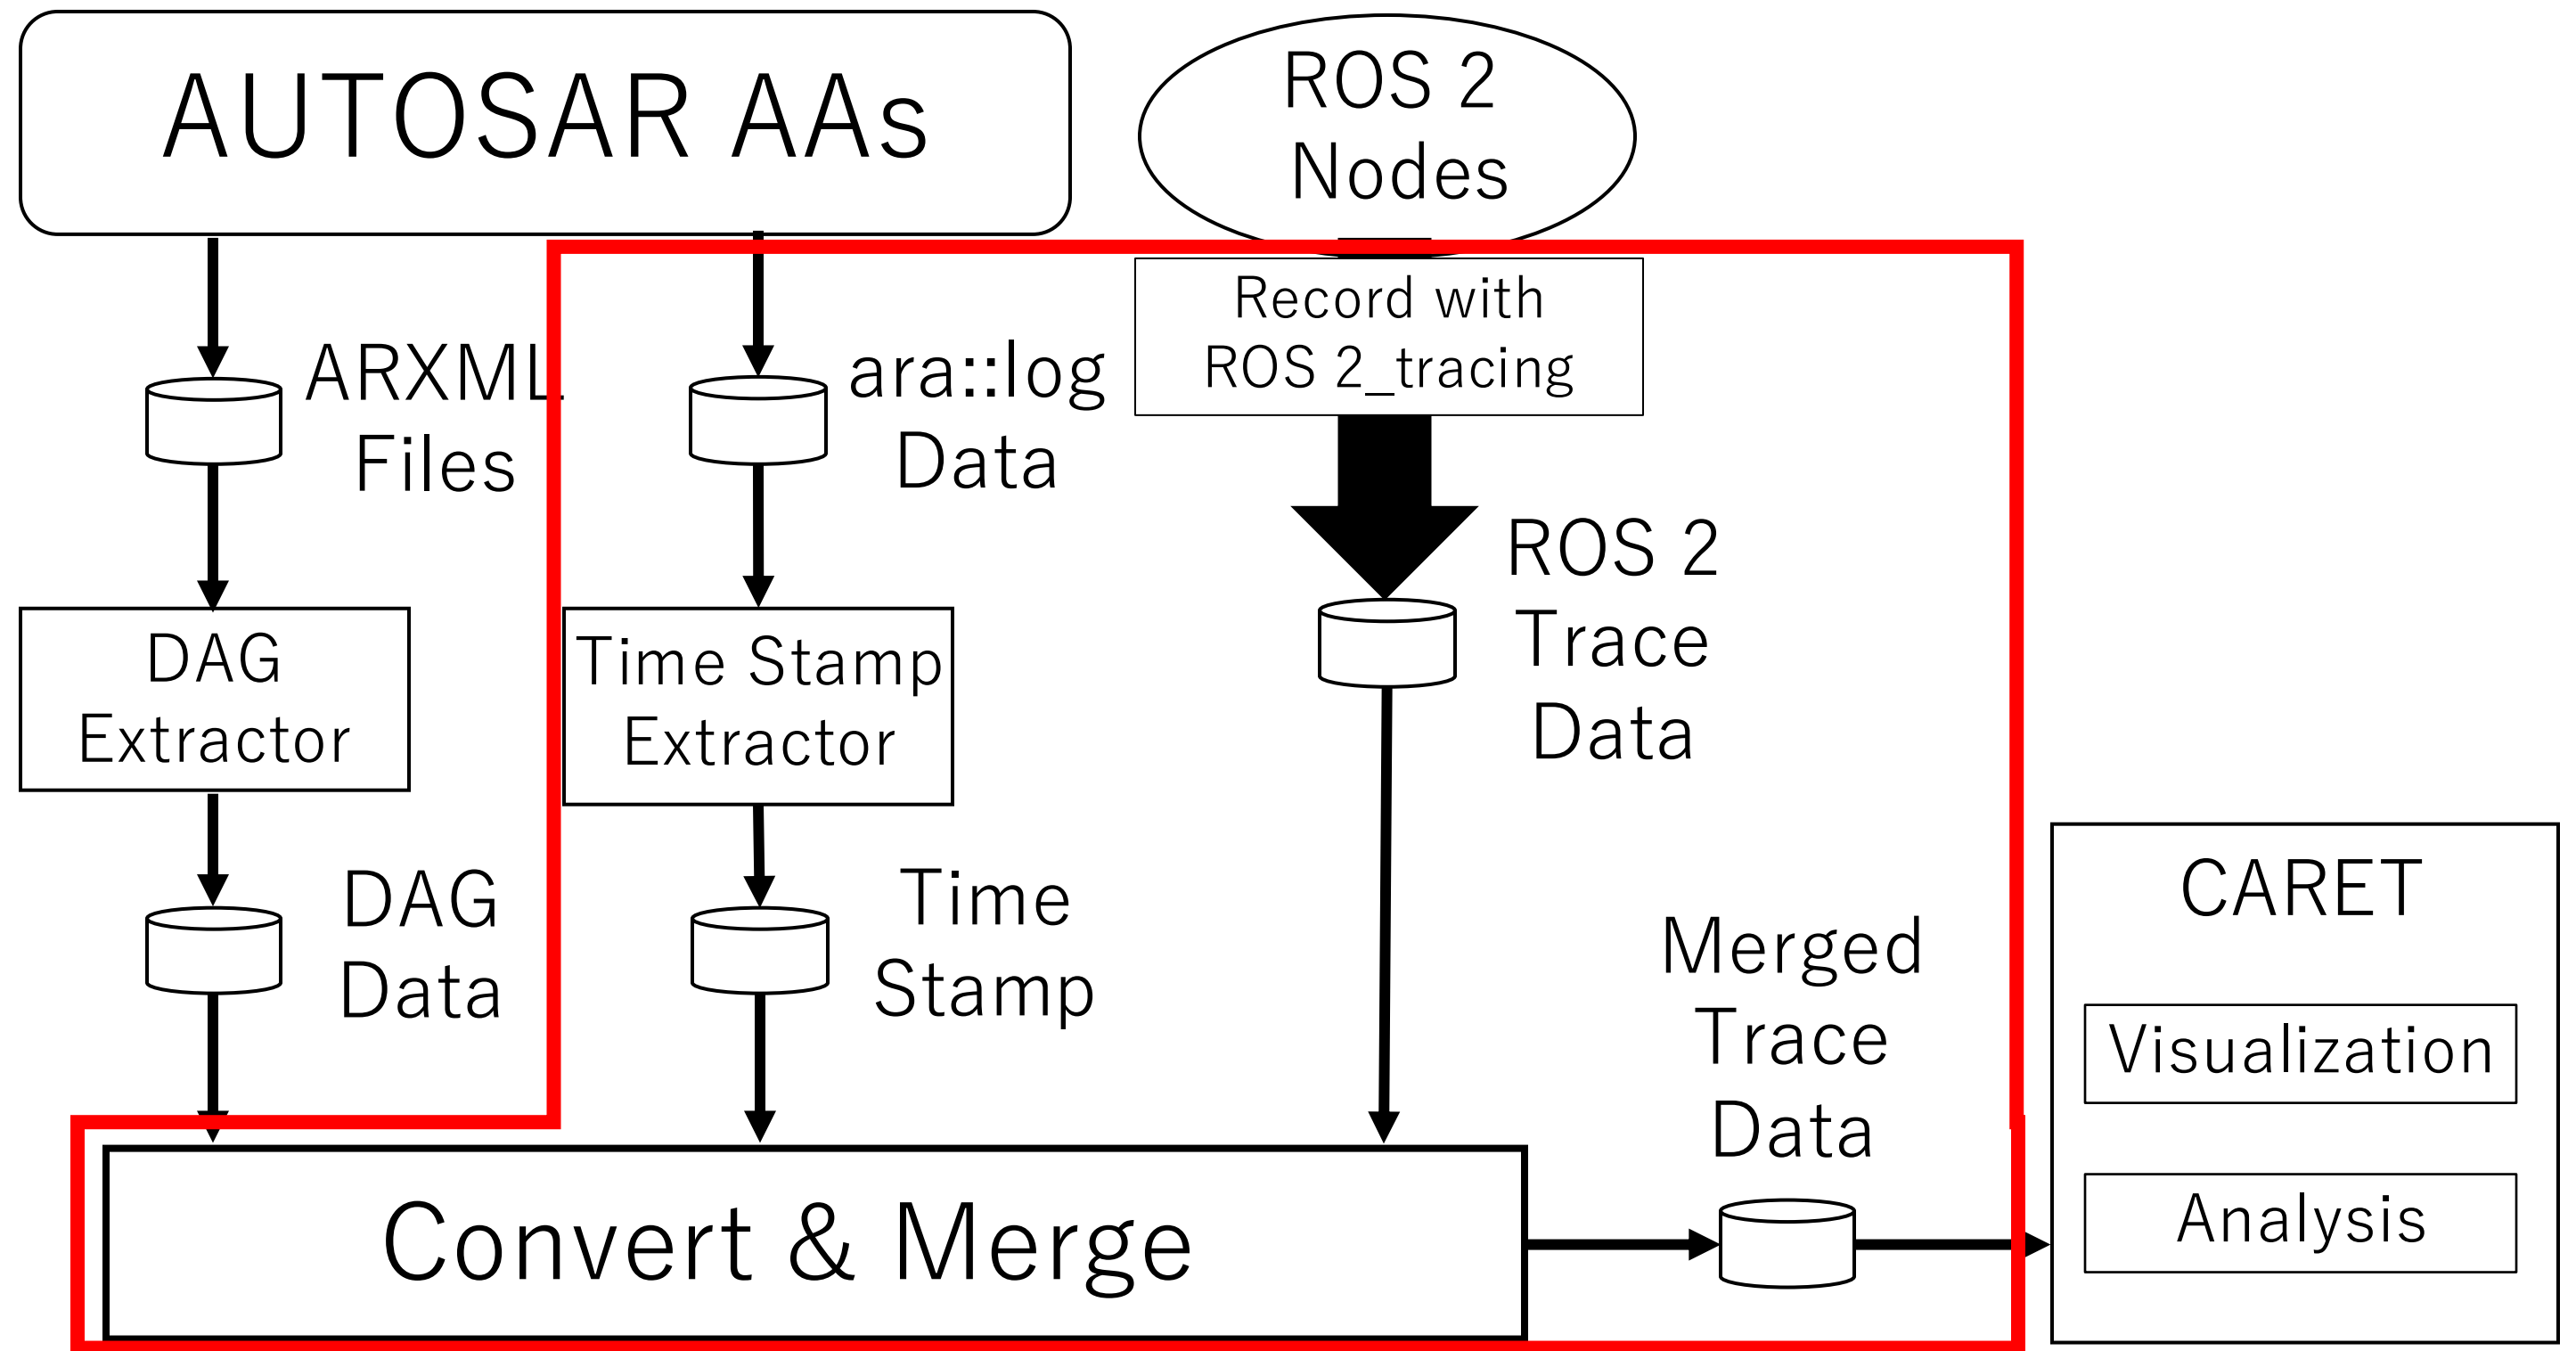 AUTOSAR AAs
ROS 2
Nodes
Record with
ROS 2_tracing
ARXML
Files
ara::log
Data
ROS 2
Trace
Data
DAG
Extractor
Time Stamp
Extractor
DAG
Data
Time
Stamp
Merged
Trace
Data
CARET
Visualization
Analysis
Convert & Merge